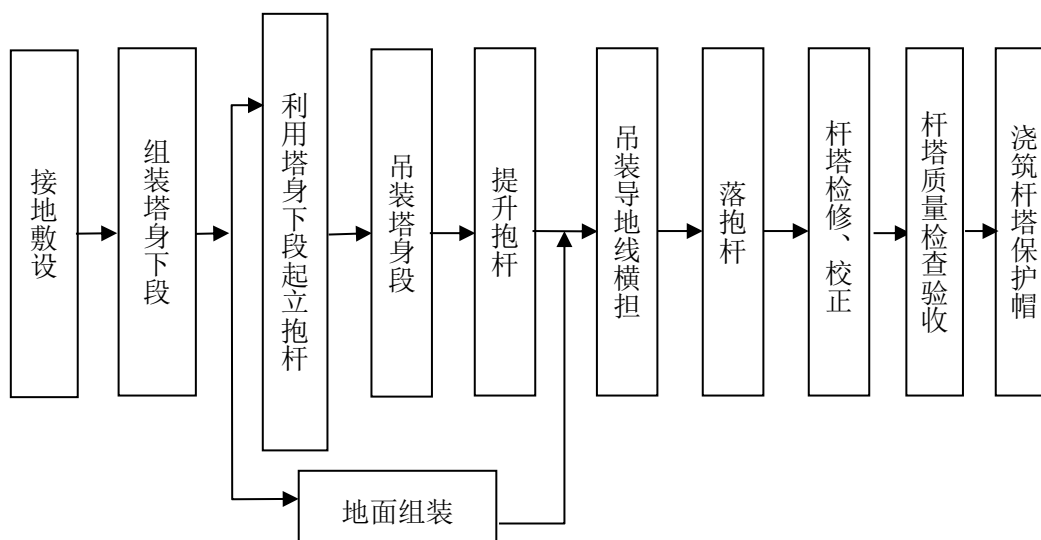 接地敷设
组装塔身下段
利用塔身下段起立抱杆
吊装塔身段
提升抱杆
吊装导地线横担
落抱杆
杆塔检修、校正
杆塔质量检查验收
浇筑杆塔保护帽
地面组装